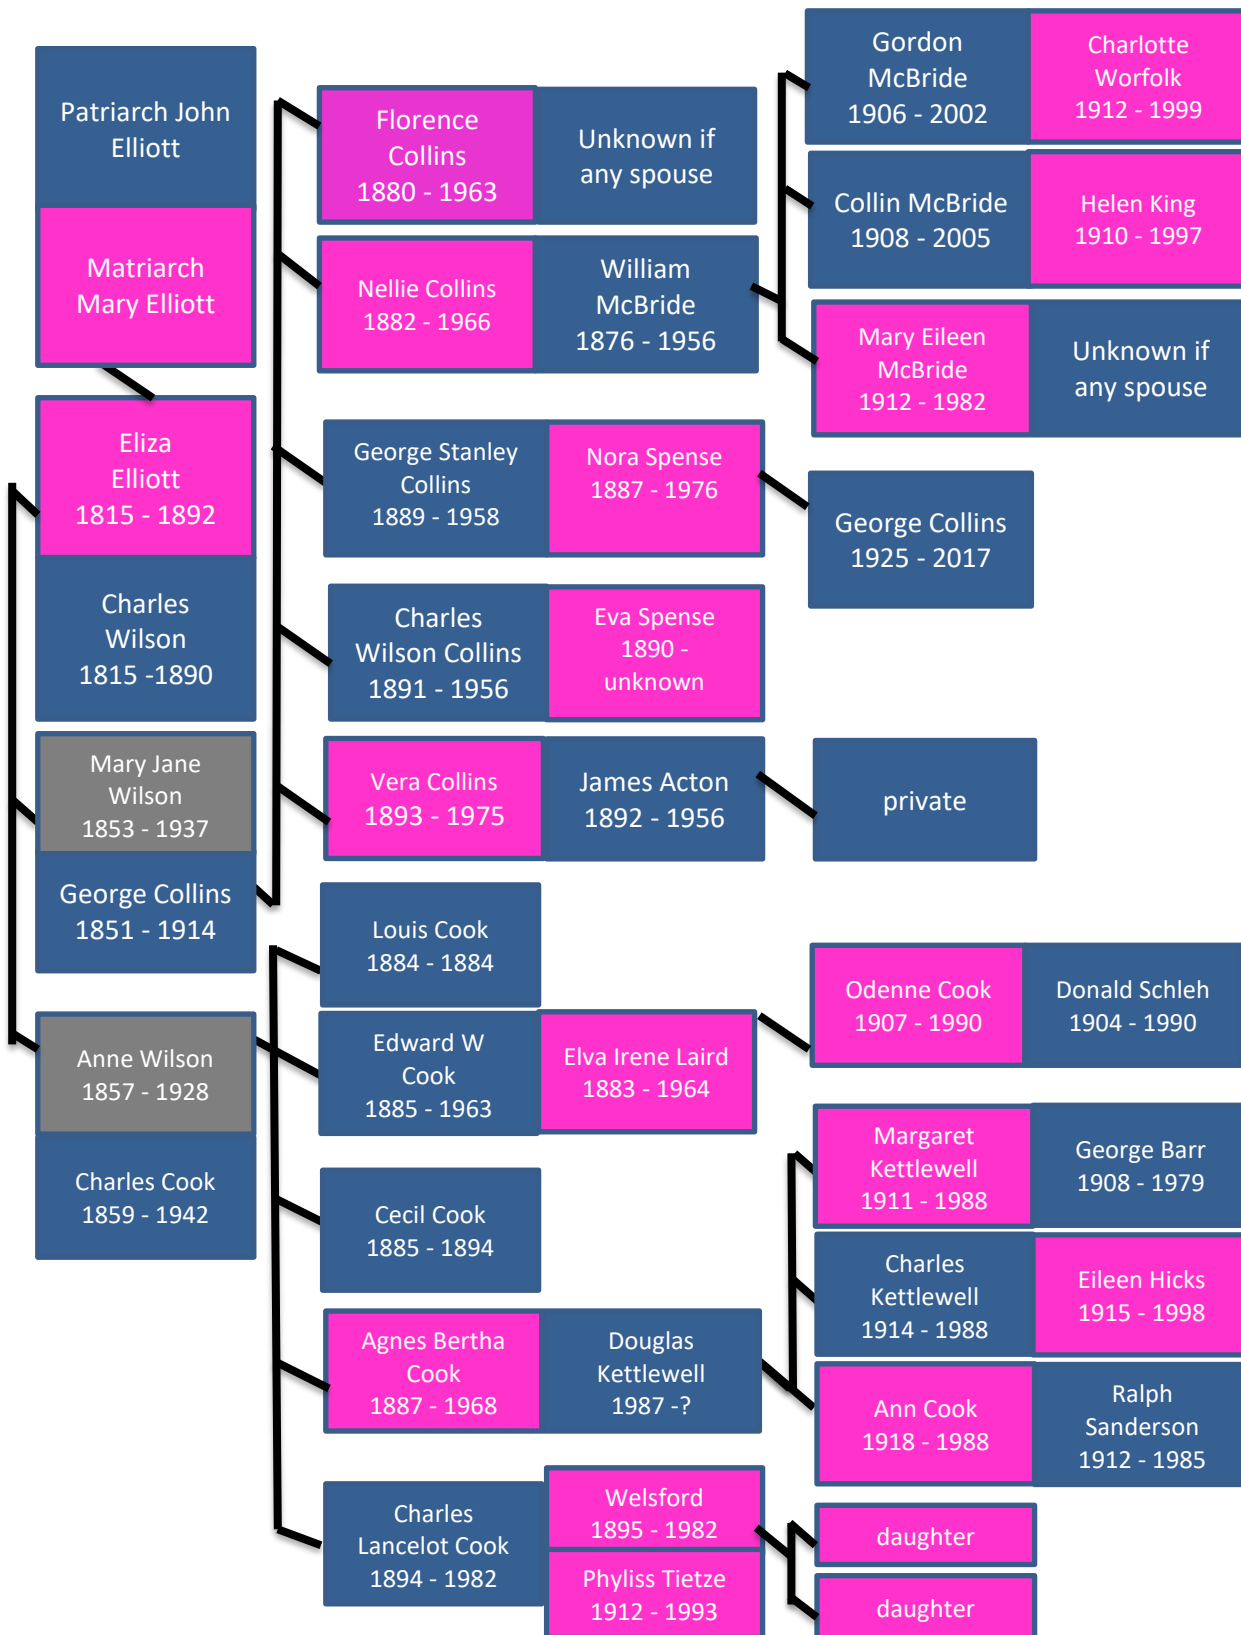 Patriarch John
Elliott
Matriarch
Mary Elliott
Eliza
Elliott
1815 - 1892
Charles
Wilson
1815 -1890
Mary Jane
Wilson
1853 - 1937
George Collins
1851 - 1914
Anne Wilson
1857 - 1928
Charles Cook
1859 - 1942
Florence
Collins
1880 - 1963
Unknown if
any spouse
Nellie Collins
1882 - 1966
William
McBride
1876 - 1956
George Stanley
Collins
1889 - 1958
Nora Spense
1887 - 1976
Charles
Wilson Collins
1891 - 1956
Eva Spense
1890 -
unknown
Vera Collins
1893 - 1975
James Acton
1892 - 1956
Louis Cook
1884 - 1884
Edward W
Cook
1885 - 1963
Elva Irene Laird
1883 - 1964
Cecil Cook
1885 - 1894
Agnes Bertha
Cook
1887 - 1968
Douglas
Kettlewell
1987 -?
Charles
Lancelot Cook
1894 - 1982
Welsford
1895 - 1982
Phyliss Tietze
1912 - 1993
Gordon
McBride
1906 - 2002
Charlotte
Worfolk
1912 - 1999
Collin McBride
1908 - 2005
Helen King
1910 - 1997
Mary Eileen
McBride
1912 - 1982
Unknown if
any spouse
George Collins
1925 - 2017
private
Odenne Cook
1907 - 1990
Donald Schleh
1904 - 1990
Margaret
Kettlewell
1911 - 1988
George Barr
1908 - 1979
Charles
Kettlewell
1914 - 1988
Eileen Hicks
1915 - 1998
Ann Cook
1918 - 1988
Ralph
Sanderson
1912 - 1985
daughter
daughter